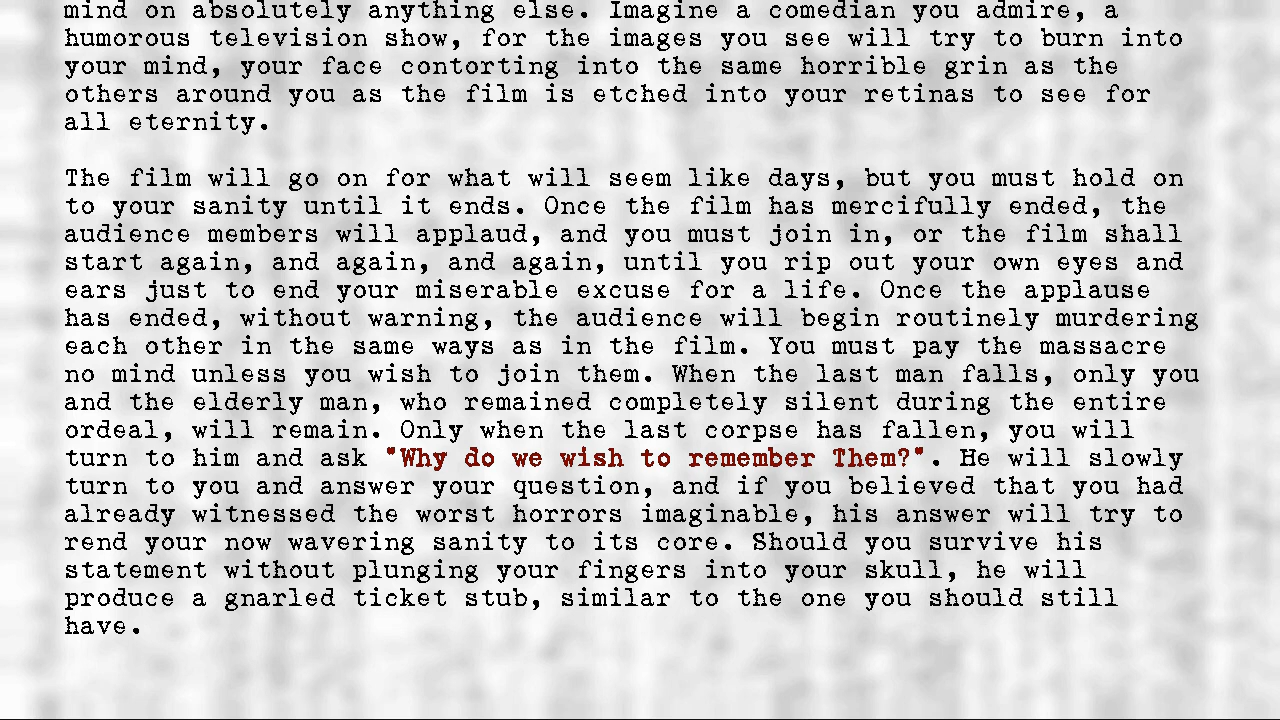 mind on absolutely anything else. Imagine a comedian you admire, a
humorous television show, for the images you see will try to burn into
your mind, your face contorting into the same horrible grin as the
others around you as the film is etched into your retinas to see for
all eternity.
The film will go on for what will seem like days, but you must hold on
to your sanity until it ends. Once the film has mercifully ended, the
audience members will applaud, and you must join in, or the film shall
start again, and again, and again, until you rip out your own eyes and
ears just to end your miserable excuse for a life. Once the applause
has ended, without warning, the audience will begin routinely murdering
each other in the same ways as in the film. You must pay the massacre
no mind unless you wish to join them. When the last man falls, only you
and the elderly man, who remained completely silent during the entire
ordeal, will remain. Only when the last corpse has fallen, you will
turn to him and ask "Why do we wish to remember Them?". He will slowly
turn to you and answer your question, and if you believed that you had
already witnessed the worst horrors imaginable, his answer will try to
rend your now wavering sanity to its core. Should you survive his
statement without plunging your fingers into your skull, he will
produce a gnarled ticket stub, similar to the one you should still
have.